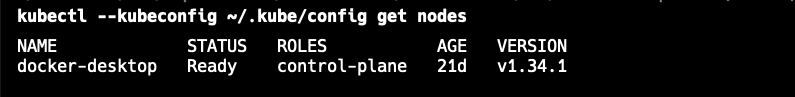 kubectl --kubeconfig ~/.kube/config get nodes
NAME STATUS ROLES AGE VERSION
docker-desktop Ready control-plane 21d v1.34.1